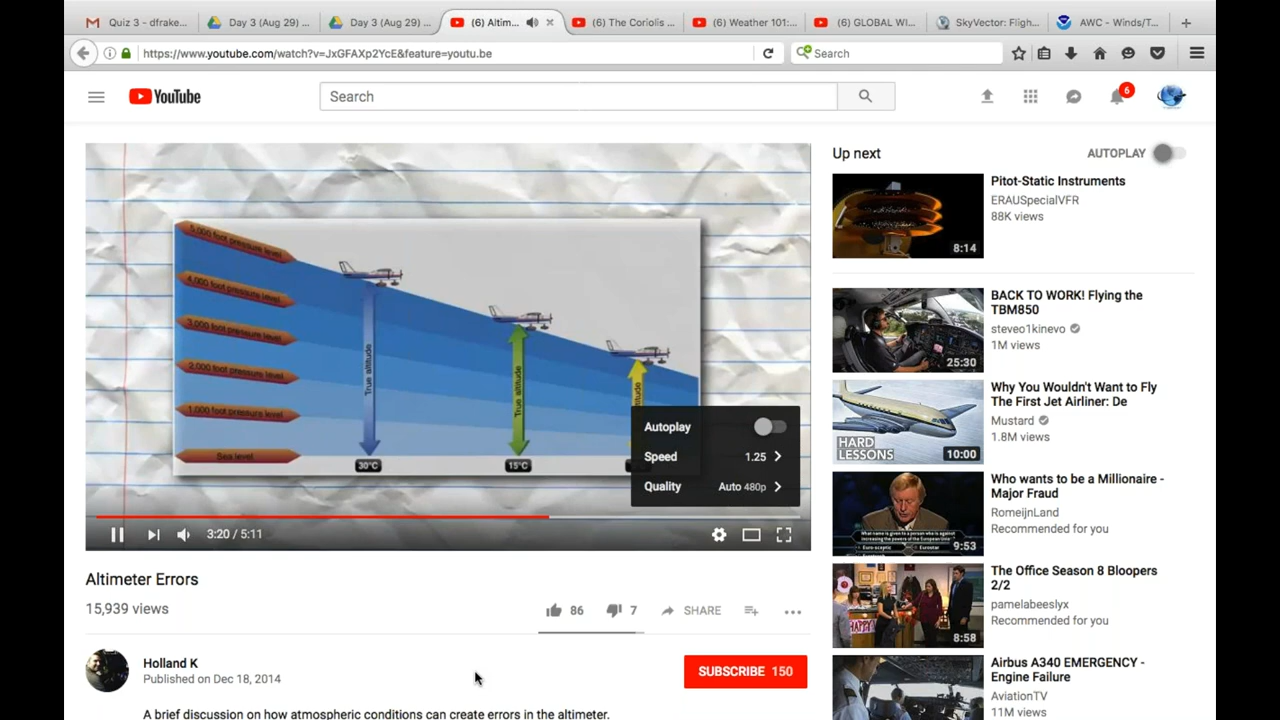 Quiz 3 - dfrake...
Day 3 (Aug 29) ...
Day 3 (Aug 29) ...
(6) Altim...
(6) The Coriolis ...
(6) Weather 101:...
(6) GLOBAL WI...
SkyVector: Fligh...
AWC - Winds/T...
https://www.youtube.com/watch?v=JxGFAXp2YcE&feature=youtu.be
Search
YouTube
Search
6
Up next
AUTOPLAY
Pitot-Static Instruments
ERAUSpecialVFR
88K views
8:14
,000 foot pressure level
4,000 foot pressure level
3,000 foot pressure level
2,000 foot pressure level
1,000 foot pressure level
Sea level
True altitude
True altitude
30°C
15°C
Autoplay
Speed 1.25
Quality Auto 480p
3:20 / 5:11
BACK TO WORK! Flying the
TBM850
steveo1kinevo
1M views
25:30
Why You Wouldn't Want to Fly
The First Jet Airliner: De
Mustard
1.8M views
HARD
LESSONS
10:00
Who wants to be a Millionaire -
Major Fraud
RomeijnLand
Recommended for you
9:53
The Office Season 8 Bloopers
2/2
pamelabeeslyx
Recommended for you
8:58
Airbus A340 EMERGENCY -
Engine Failure
AviationTV
11M views
Altimeter Errors
15,939 views
86
7
SHARE
Holland K
Published on Dec 18, 2014
SUBSCRIBE 150
A brief discussion on how atmospheric conditions can create errors in the altimeter.